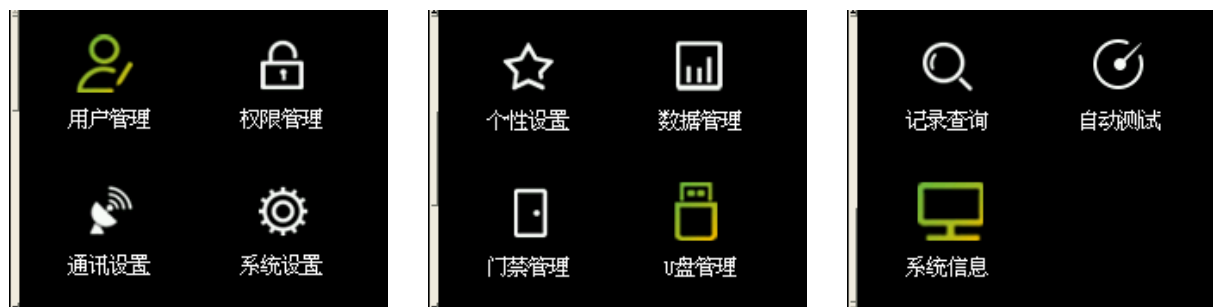 用户管理
权限管理
通讯设置
系统设置
个性设置
数据管理
门禁管理
U盘管理
记录查询
自动测试
系统信息